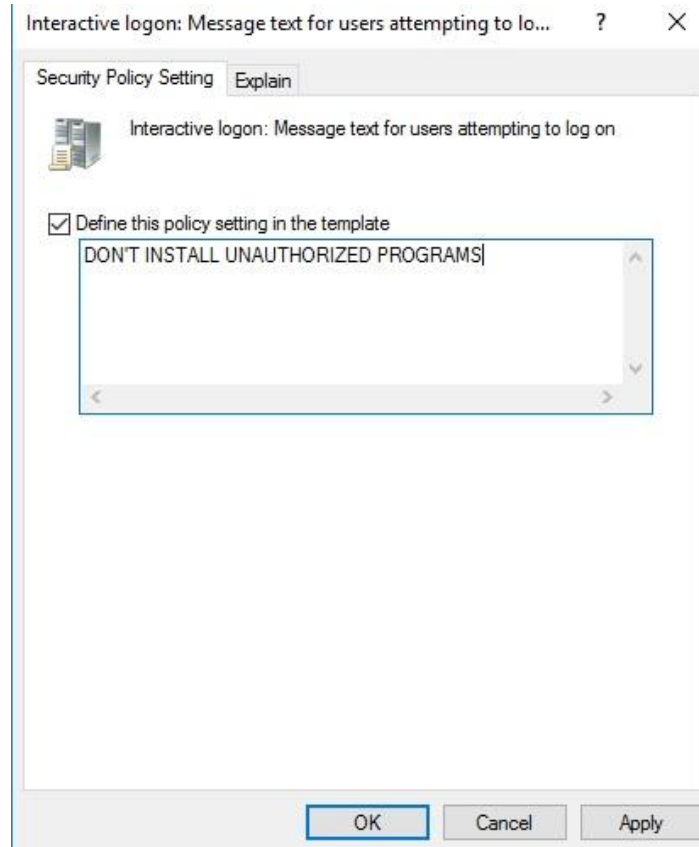 Interactive logon: Message text for users attempting to lo... ? ×
Security Policy Setting Explain
Interactive logon: Message text for users attempting to log on
Define this policy setting in the template
DON'T INSTALL UNAUTHORIZED PROGRAMS
OK Cancel Apply